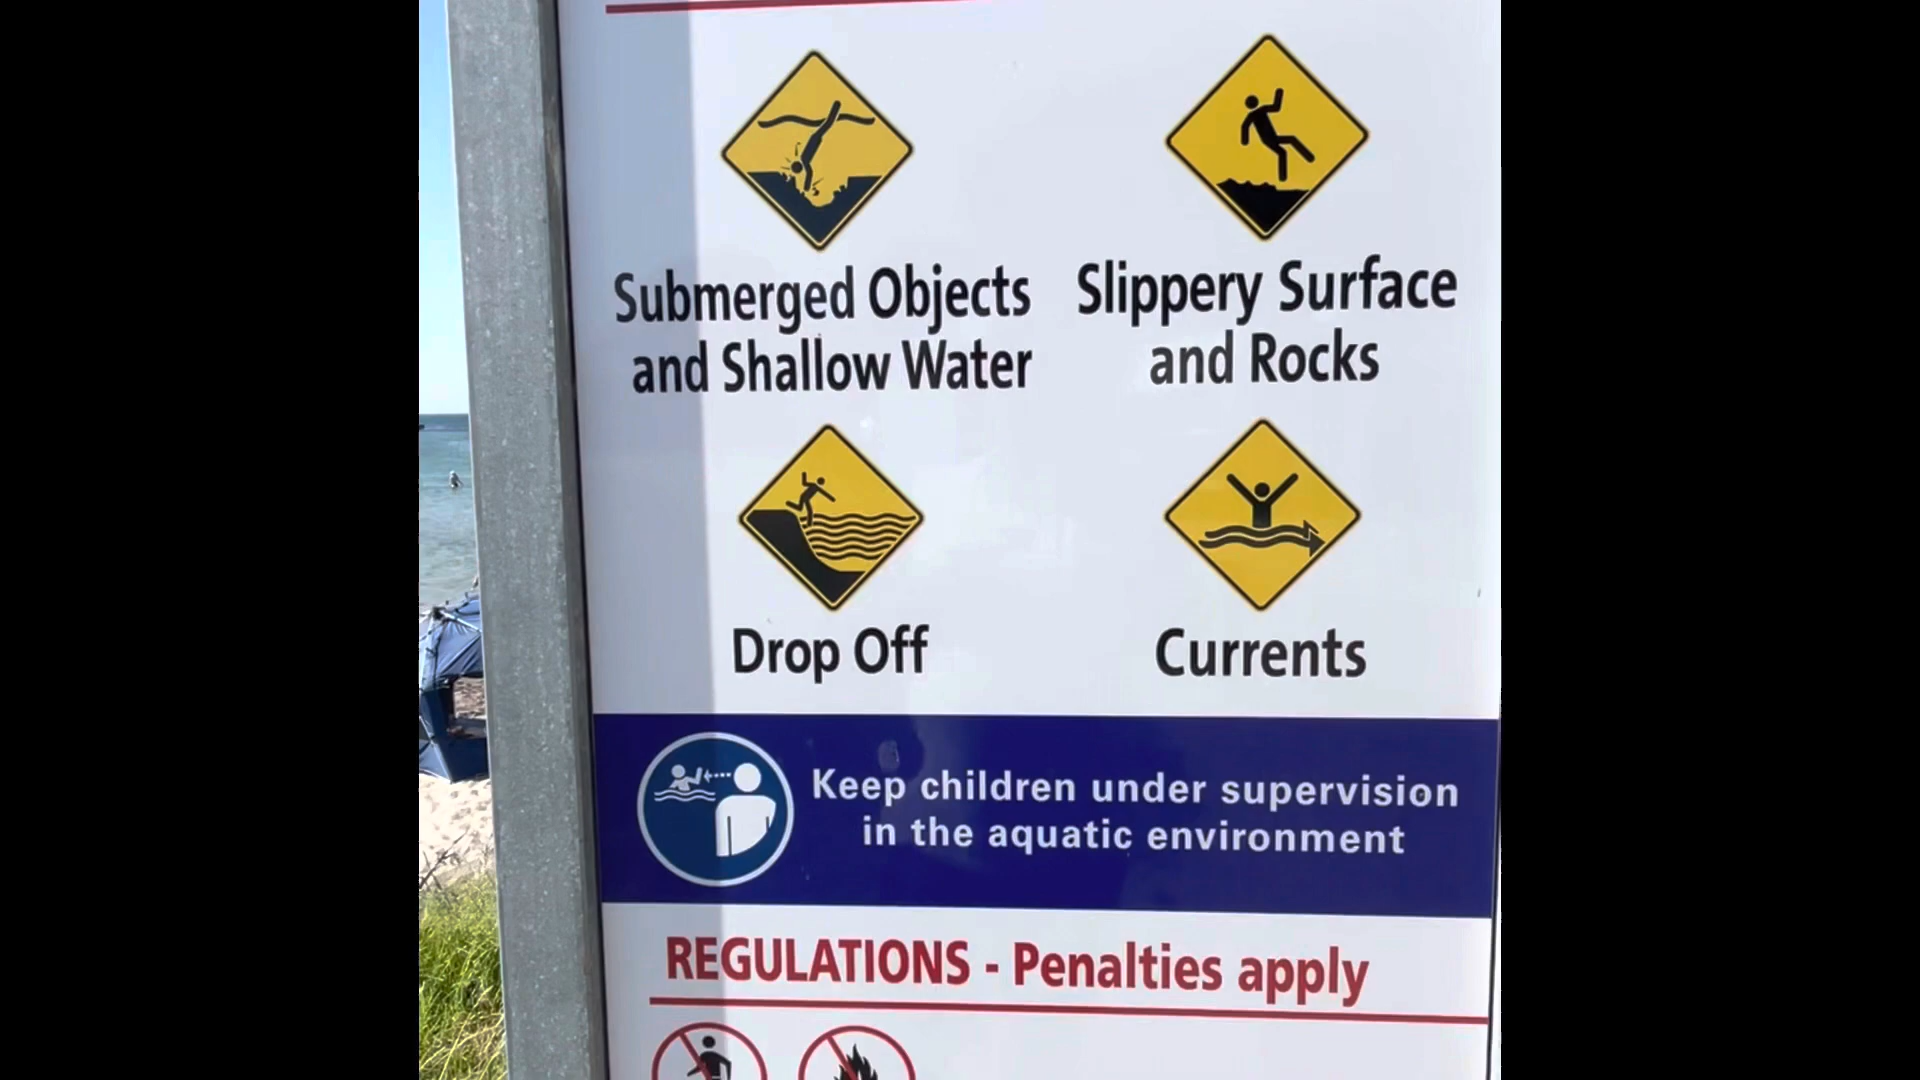 Submerged Objects
and Shallow Water
Slippery Surface
and Rocks
Drop Off
Currents
Keep children under supervision
in the aquatic environment
REGULATIONS - Penalties apply